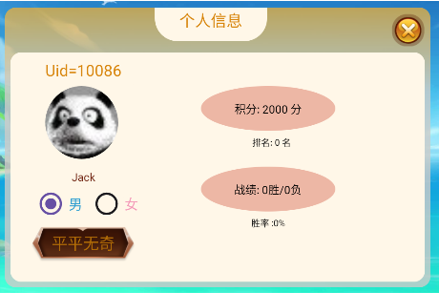 个人信息
Uid=10086
Jack
男 女
平平无奇
积分: 2000 分
排名: 0 名
战绩: 0胜/0负
胜率 :0%